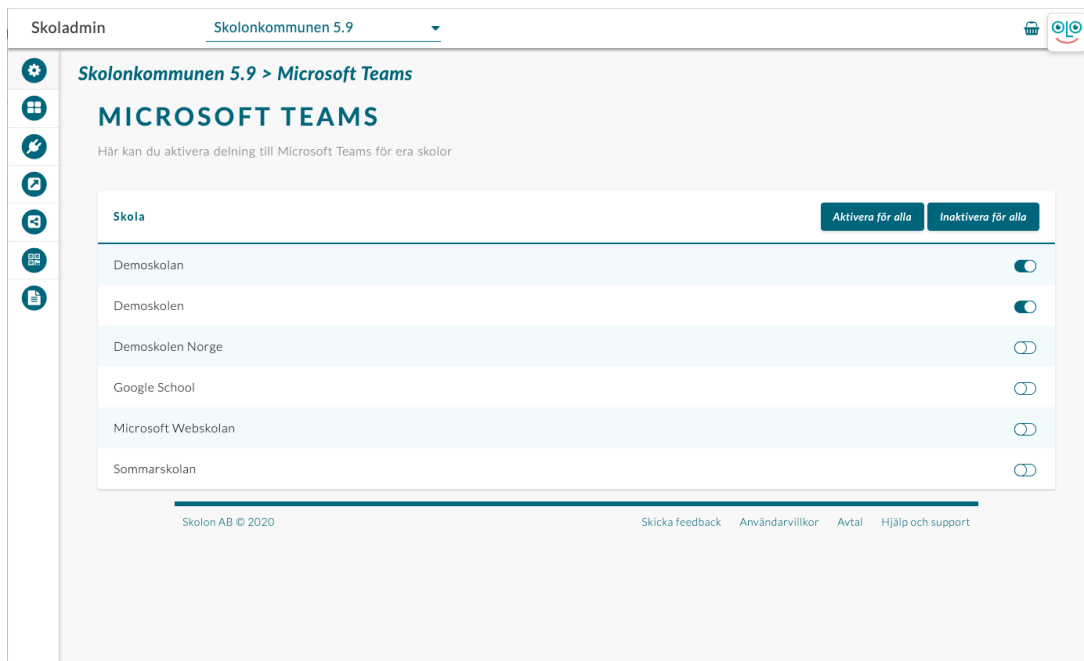 Skoladmin Skolonkommunen 5.9
Skolonkommunen 5.9 > Microsoft Teams
MICROSOFT TEAMS
Här kan du aktivera delning till Microsoft Teams för era skolor
Skola Aktivera för alla Inaktivera för alla
Demoskolan
Demoskolen
Demoskolen Norge
Google School
Microsoft Webskolan
Sommarskolan
Skolon AB © 2020 Skicka feedback Användarvillkor Avtal Hjälp och support